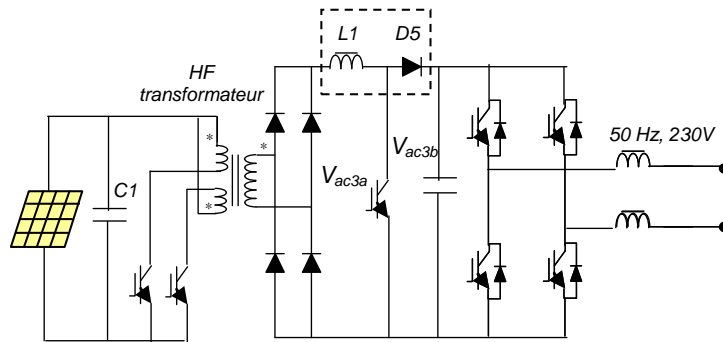 L1 D5
HF
transformateur
50 Hz, 230V
*
*
*
C1
Vac3a
Vac3b